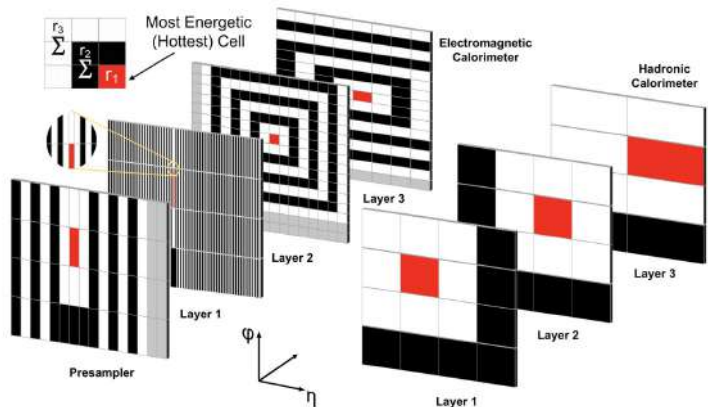 Most Energetic
(Hottest) Cell
r3
Σ
r2
Σ
r1
Electromagnetic
Calorimeter
Hadronic
Calorimeter
Layer 3
Layer 2
Layer 1
Presampler
Layer 3
Layer 2
Layer 1
φ
η